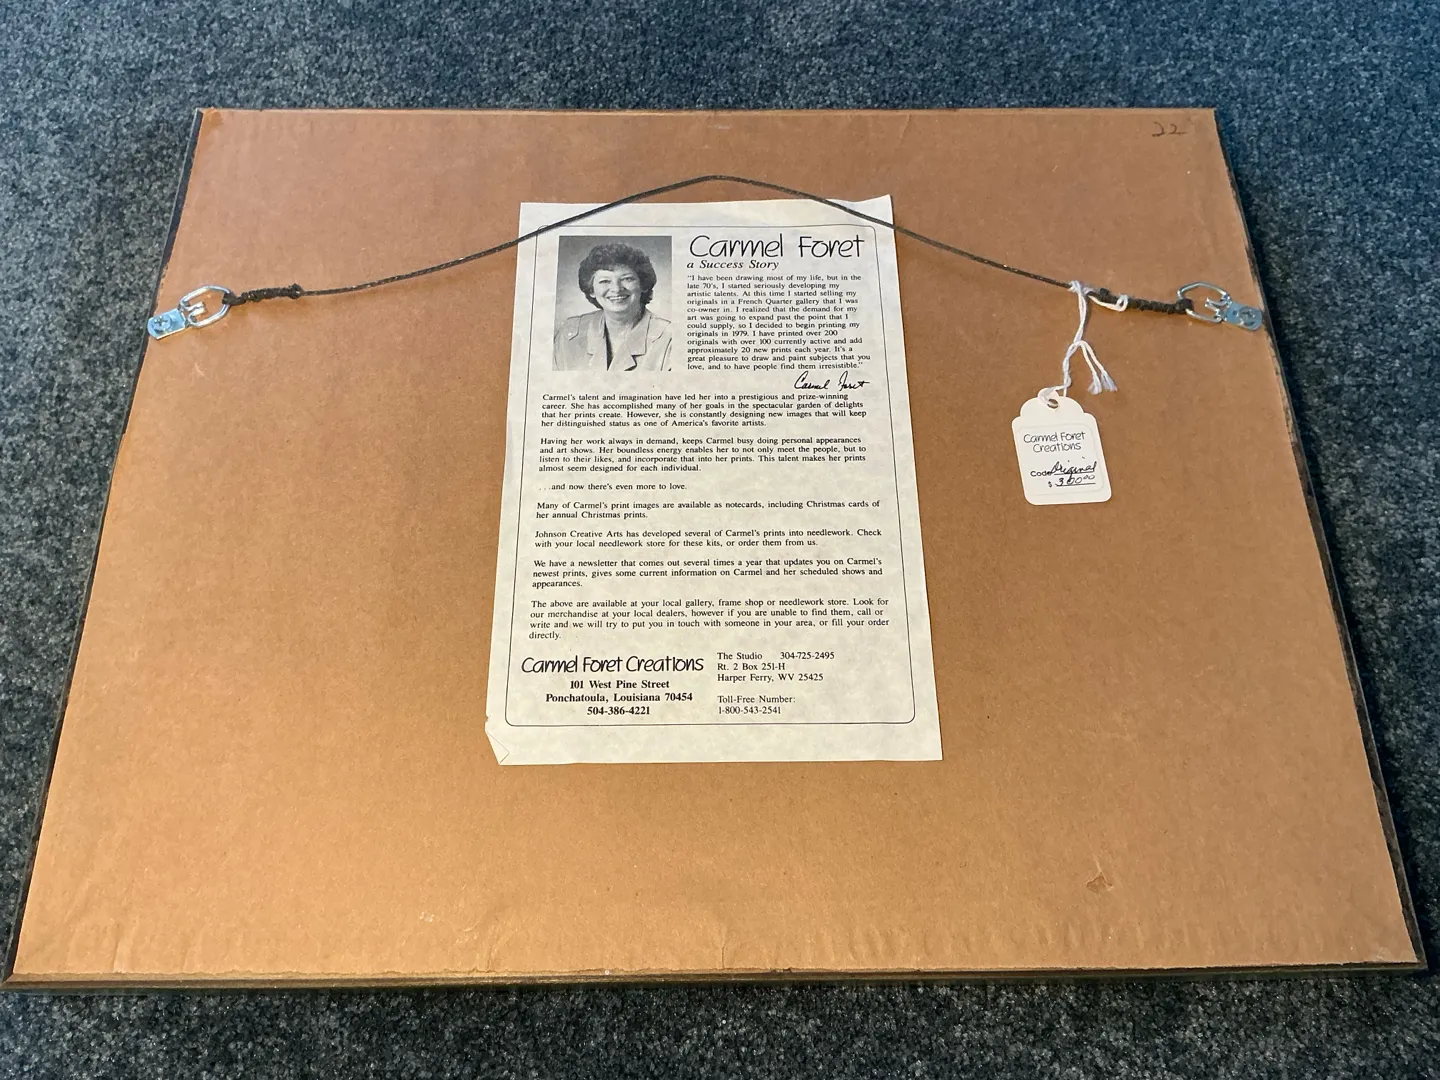 22
Carmel Foret
a Success Story
"I have been drawing most of my life, but in the
late 70's, I started seriously developing my
artistic talents. At this time I started selling my
originals in a French Quarter gallery that I was
co-owner in. I realized that the demand for my
art was going to expand past the point that I
could supply, so I decided to begin printing my
originals in 1979. I have printed over 200
originals with over 100 currently active and add
approximately 20 new prints each year. It's a
great pleasure to draw and paint subjects that you
love, and to have people find them irresistible."
Carmel Foret
Carmel's talent and imagination have led her into a prestigious and prize-winning
career. She has accomplished many of her goals in the spectacular garden of delights
that her prints create. However, she is constantly designing new images that will keep
her distinguished status as one of America's favorite artists.
Having her work always in demand, keeps Carmel busy doing personal appearances
and art shows. Her boundless energy enables her to not only meet the people, but to
listen to their likes, and incorporate that into her prints. This talent makes her prints
almost seem designed for each individual.
. . .and now there's even more to love.
Many of Carmel's print images are available as notecards, including Christmas cards of
her annual Christmas prints.
Johnson Creative Arts has developed several of Carmel's prints into needlework. Check
with your local needlework store for these kits, or order them from us.
We have a newsletter that comes out several times a year that updates you on Carmel's
newest prints, gives some current information on Carmel and her scheduled shows and
appearances.
The above are available at your local gallery, frame shop or needlework store. Look for
our merchandise at your local dealers, however if you are unable to find them, call or
write and we will try to put you in touch with someone in your area, or fill your order
directly.
Carmel Foret Creations
101 West Pine Street
Ponchatoula, Louisiana 70454
504-386-4221
The Studio 304-725-2495
Rt. 2 Box 251-H
Harper Ferry, WV 25425
Toll-Free Number:
1-800-543-2541
Carmel Foret
Creations
Code Original
$ 300.00